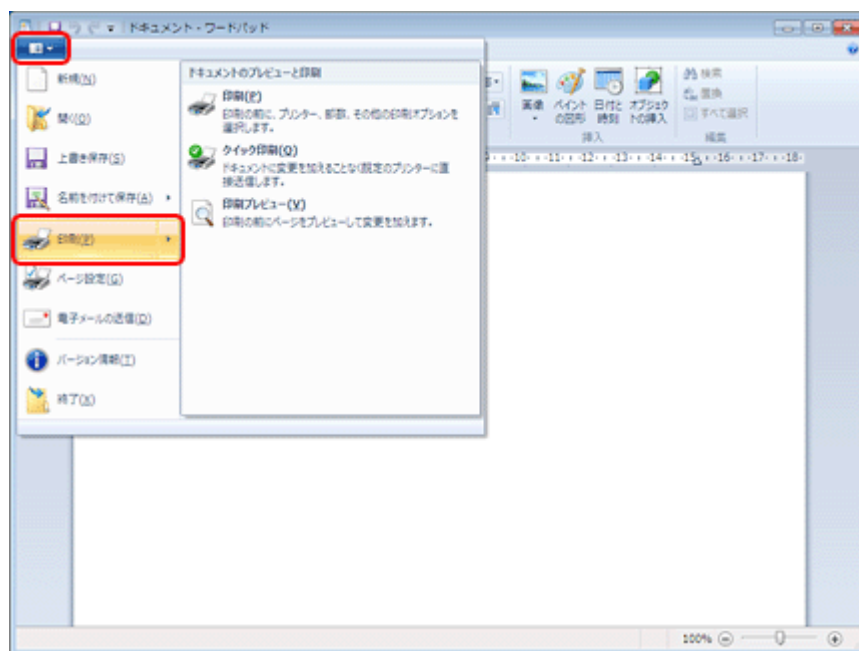 ドキュメント - ワードパッド
新規(N)
開く(O)
上書き保存(S)
名前を付けて保存(A)
印刷(P)
ページ設定(G)
電子メールの送信(D)
バージョン情報(T)
終了(X)
ドキュメントのプレビューと印刷
印刷(P)
印刷の前に、プリンター、部数、その他の印刷オプションを
選択します。
クイック印刷(Q)
ドキュメントに変更を加えることなく既定のプリンターに直
接送信します。
印刷プレビュー(V)
印刷の前にページをプレビューして変更を加えます。
画像
ペイント
の図形
日付と
時刻
オブジェクト
の挿入
挿入
検索
置換
すべて選択
編集
9 10 11 12 13 14 15 16 17 18
100%